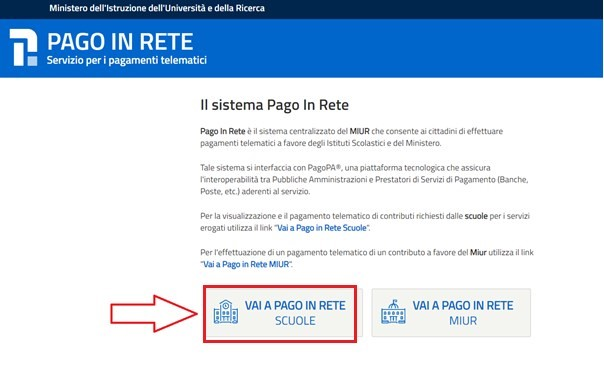 Ministero dell'Istruzione dell'Università e della Ricerca
PAGO IN RETE
Servizio per i pagamenti telematici
Il sistema Pago In Rete
Pago In Rete è il sistema centralizzato del MIUR che consente ai cittadini di effettuare
pagamenti telematici a favore degli Istituti Scolastici e del Ministero.
Tale sistema si interfaccia con PagoPA®, una piattaforma tecnologica che assicura
l'interoperabilità tra Pubbliche Amministrazioni e Prestatori di Servizi di Pagamento (Banche,
Poste, etc.) aderenti al servizio.
Per la visualizzazione e il pagamento telematico di contributi richiesti dalle scuole per i servizi
erogati utilizza il link "Vai a Pago in Rete Scuole".
Per l'effettuazione di un pagamento telematico di un contributo a favore del Miur utilizza il link
"Vai a Pago in Rete MIUR".
VAI A PAGO IN RETE
SCUOLE
VAI A PAGO IN RETE
MIUR